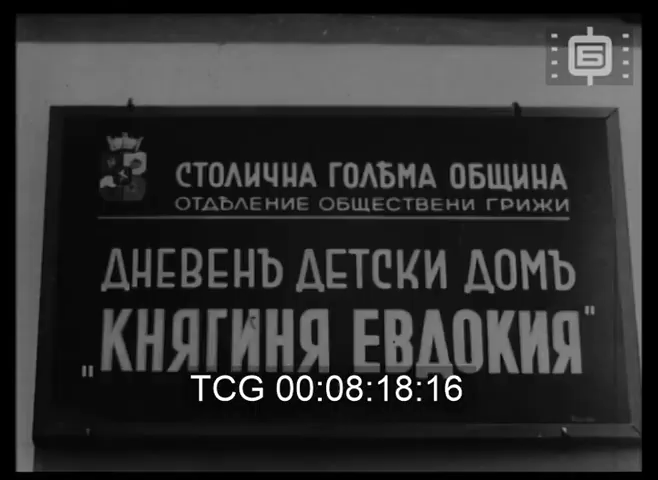 Б
СТОЛИЧНА ГОЛѢМА ОБЩИНА
ОТДѢЛЕНИЕ ОБЩЕСТВЕНИ ГРИЖИ
ДНЕВЕНЪ ДЕТСКИ ДОМЪ
„КНЯГИНЯ ЕВДОКИЯ"
TCG 00:08:18:16